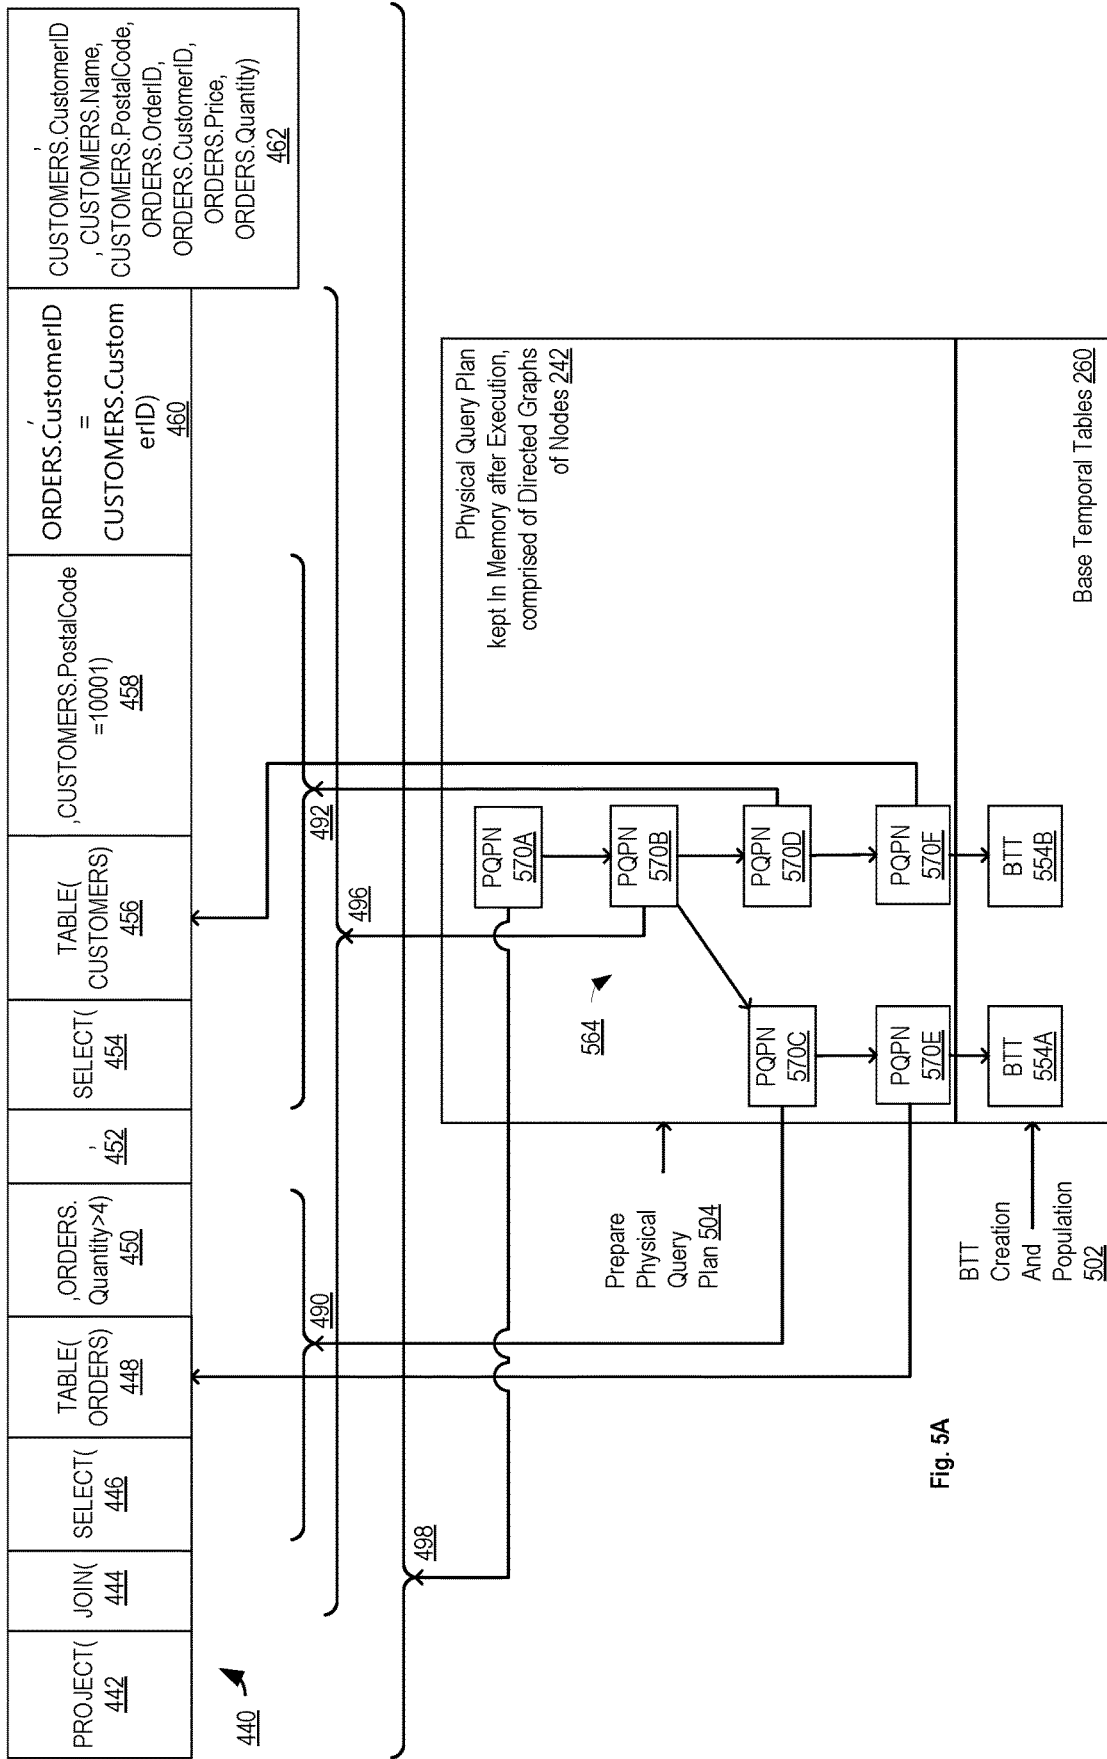 PROJECT(
442
JOIN(
444
SELECT(
446
TABLE(
ORDERS)
448
,ORDERS.
Quantity>4)
450
,
452
SELECT(
454
TABLE(
CUSTOMERS)
456
,CUSTOMERS.PostalCode
=10001)
458
,
ORDERS.CustomerID
=
CUSTOMERS.Custom
erID)
460
,
CUSTOMERS.CustomerID
, CUSTOMERS.Name,
CUSTOMERS.PostalCode,
ORDERS.OrderID,
ORDERS.CustomerID,
ORDERS.Price,
ORDERS.Quantity)
462
440
490
492
496
498
Physical Query Plan
kept In Memory after Execution,
comprised of Directed Graphs
of Nodes 242
PQPN
570A
PQPN
570B
564
PQPN
570C
PQPN
570D
PQPN
570E
PQPN
570F
Prepare
Physical
Query
Plan 504
BTT
554A
BTT
554B
Base Temporal Tables 260
BTT
Creation
And
Population
502
Fig. 5A